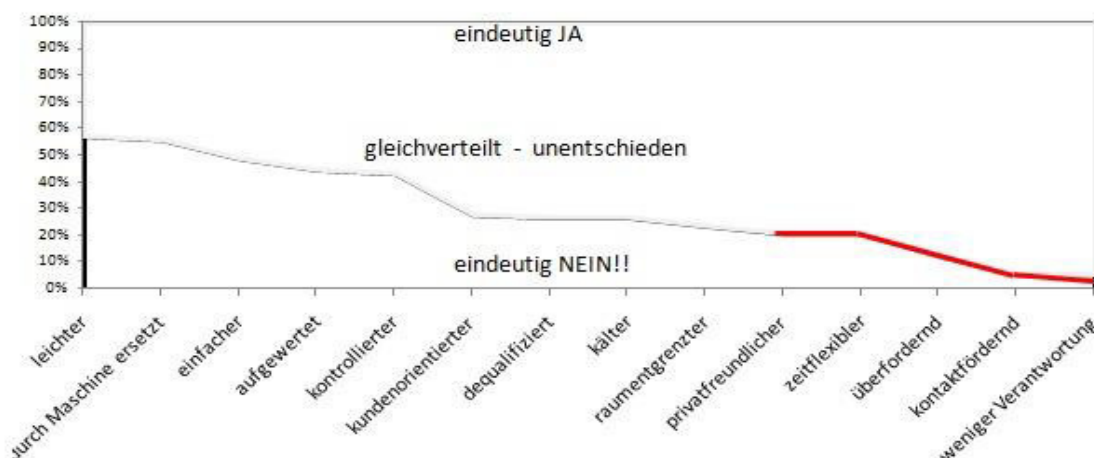 100%
90%
80%
70%
60%
50%
40%
30%
20%
10%
0%
eindeutig JA
gleichverteilt - unentschieden
eindeutig NEIN!!
leichter
durch Maschine ersetzt
einfacher
aufgewertet
kontrollierter
kundenorientierter
dequalifiziert
kälter
raumentgrenzter
privatfreundlicher
zeitflexibler
überfordernd
kontaktfördernd
weniger Verantwortung